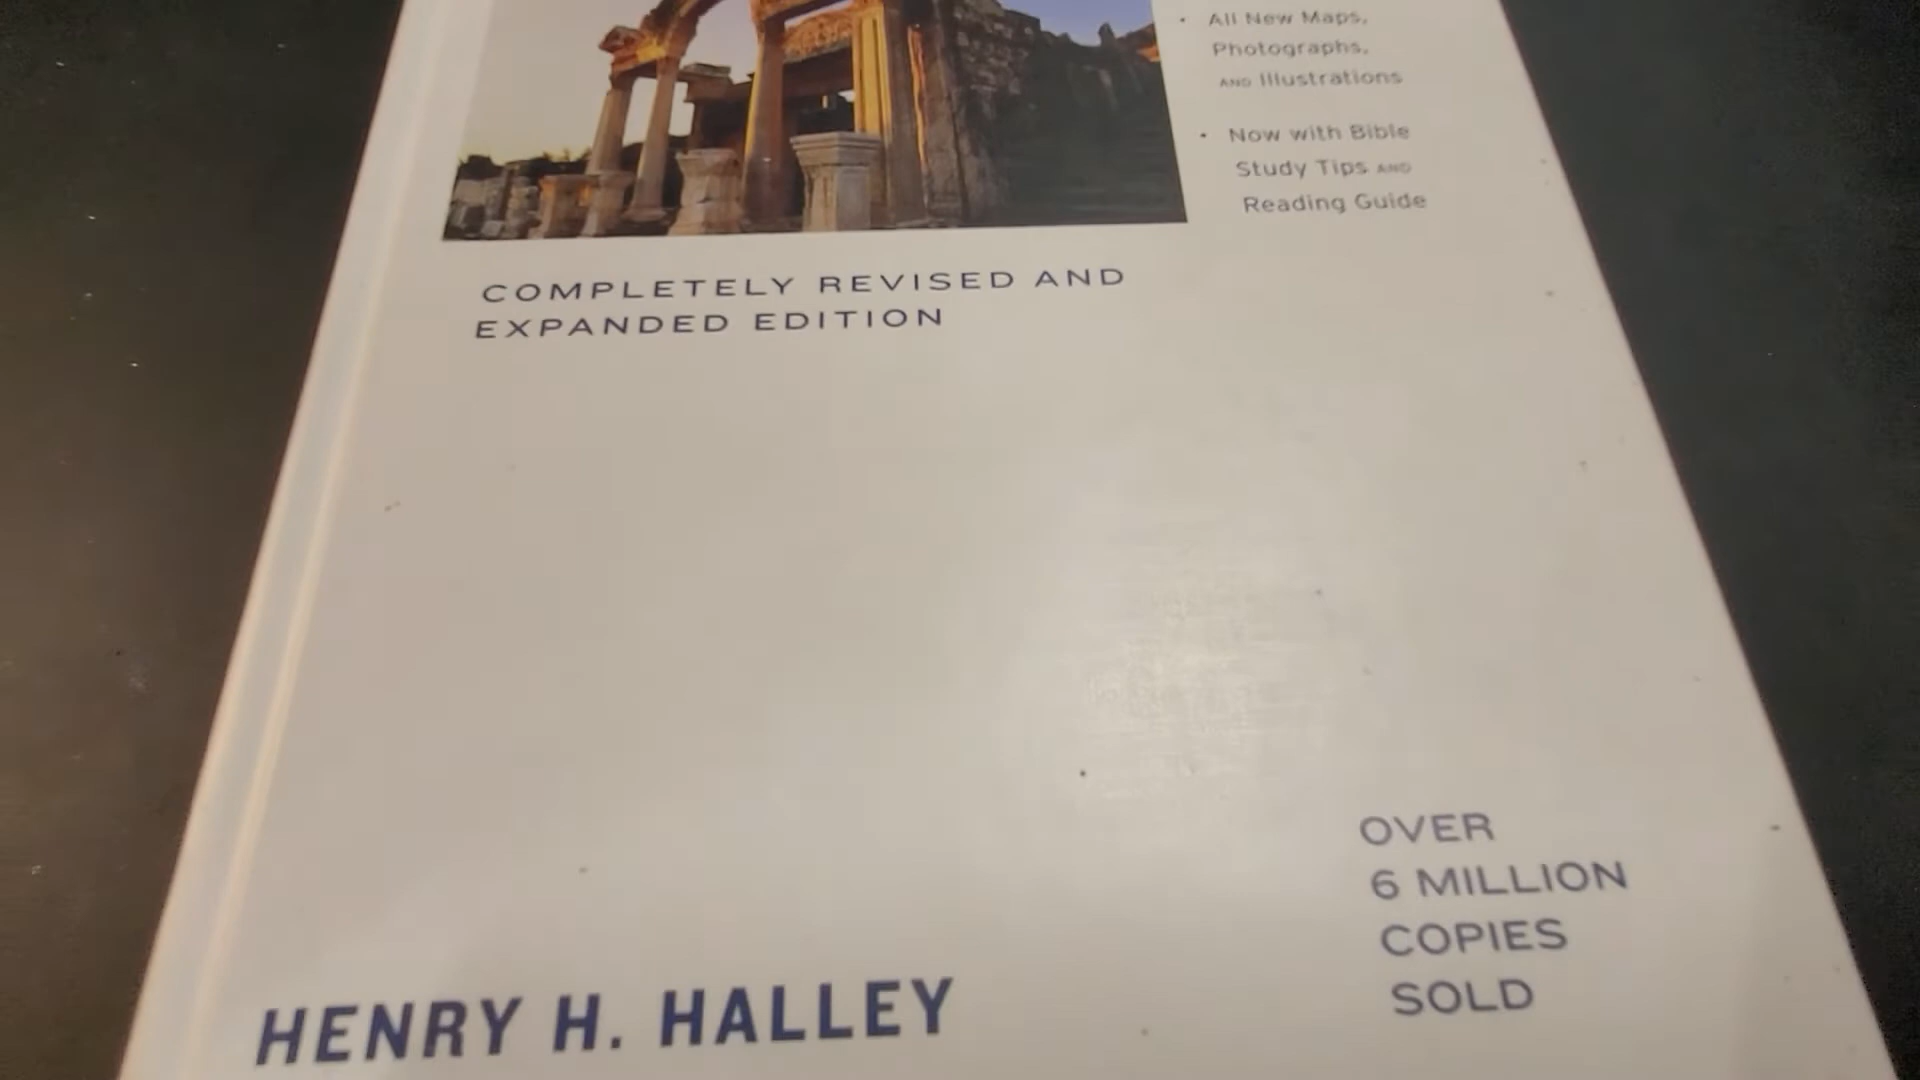 • All New Maps,
Photographs,
AND Illustrations
• Now with Bible
Study Tips AND
Reading Guide
COMPLETELY REVISED AND
EXPANDED EDITION
OVER
6 MILLION
COPIES
SOLD
HENRY H. HALLEY